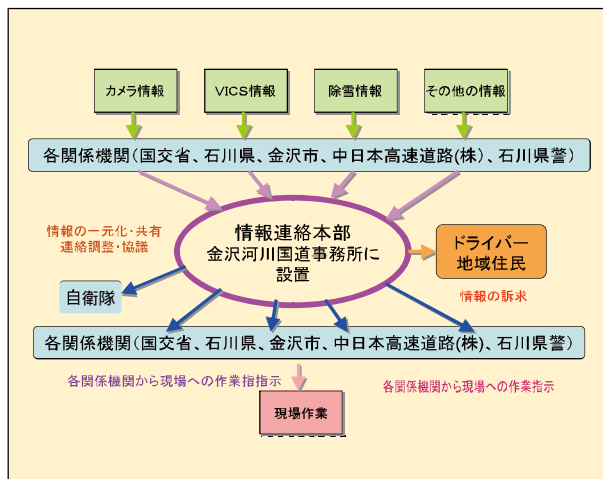 カメラ情報
VICS情報
除雪情報
その他の情報
各関係機関(国交省、石川県、金沢市、中日本高速道路(株)、石川県警)
情報の一元化・共有
連絡調整・協議
情報連絡本部
金沢河川国道事務所に
設置
ドライバー
地域住民
情報の訴求
自衛隊
各関係機関(国交省、石川県、金沢市、中日本高速道路(株)、石川県警)
各関係機関から現場への作業指指示
各関係機関から現場への作業指示
現場作業